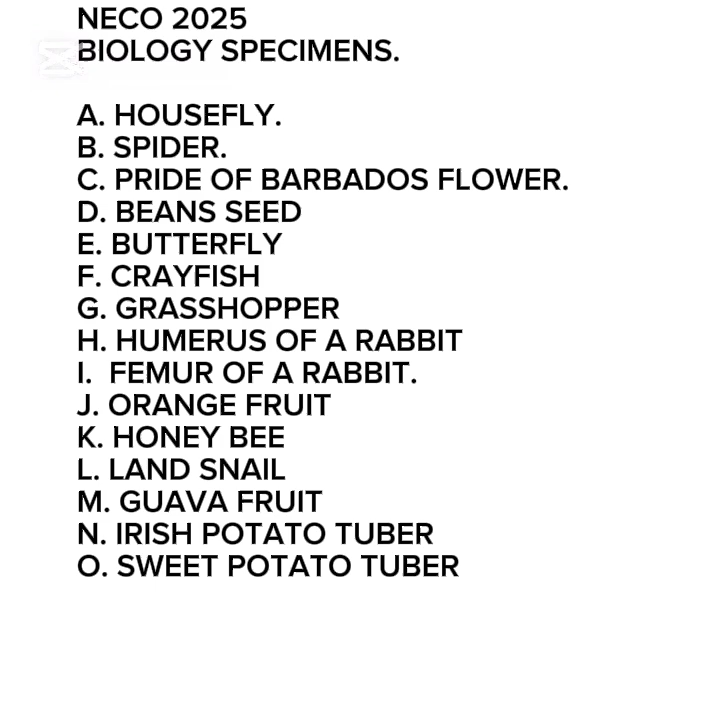 NECO 2025
BIOLOGY SPECIMENS.
A. HOUSEFLY.
B. SPIDER.
C. PRIDE OF BARBADOS FLOWER.
D. BEANS SEED
E. BUTTERFLY
F. CRAYFISH
G. GRASSHOPPER
H. HUMERUS OF A RABBIT
I.  FEMUR OF A RABBIT.
J. ORANGE FRUIT
K. HONEY BEE
L. LAND SNAIL
M. GUAVA FRUIT
N. IRISH POTATO TUBER
O. SWEET POTATO TUBER